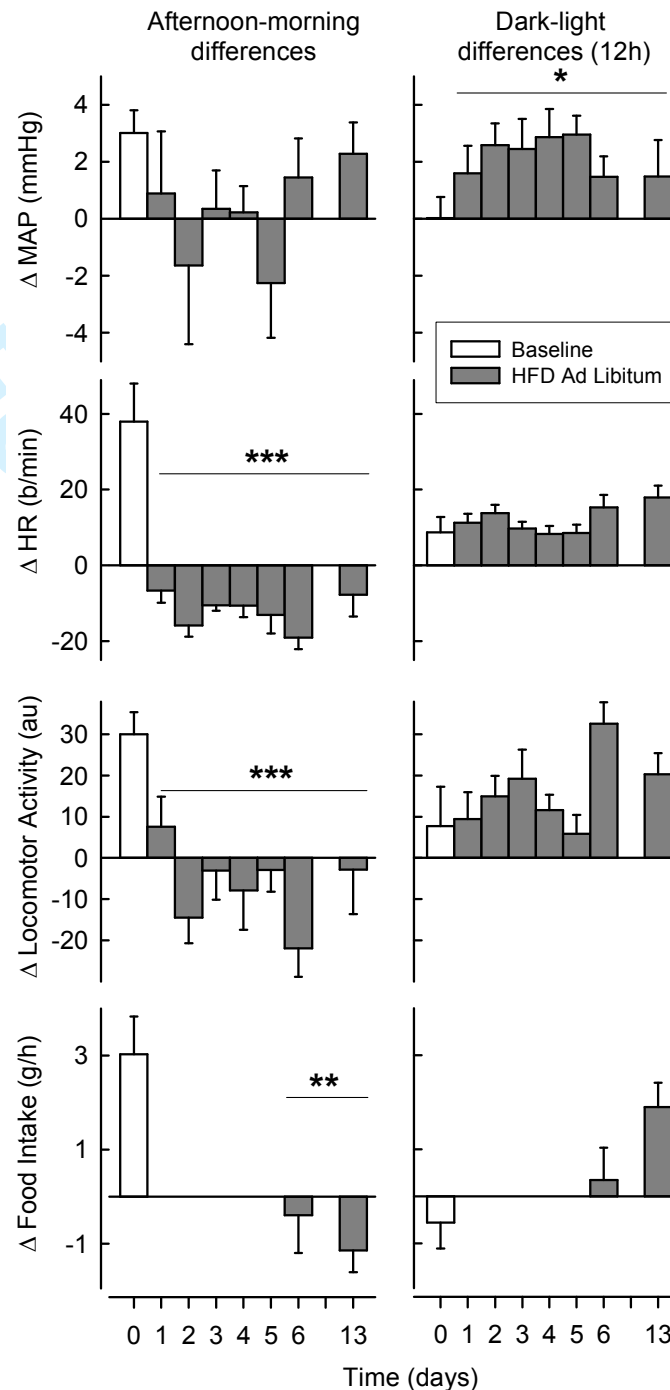 Afternoon-morning
differences
Dark-light
differences (12h)
*
Δ MAP (mmHg)
4
2
0
-2
-4
Baseline
HFD Ad Libitum
Δ HR (b/min)
40
20
0
-20
***
Δ Locomotor Activity (au)
30
20
10
0
-10
-20
***
Δ Food Intake (g/h)
3
1
-1
**
0 1 2 3 4 5 6 13
0 1 2 3 4 5 6 13
Time (days)